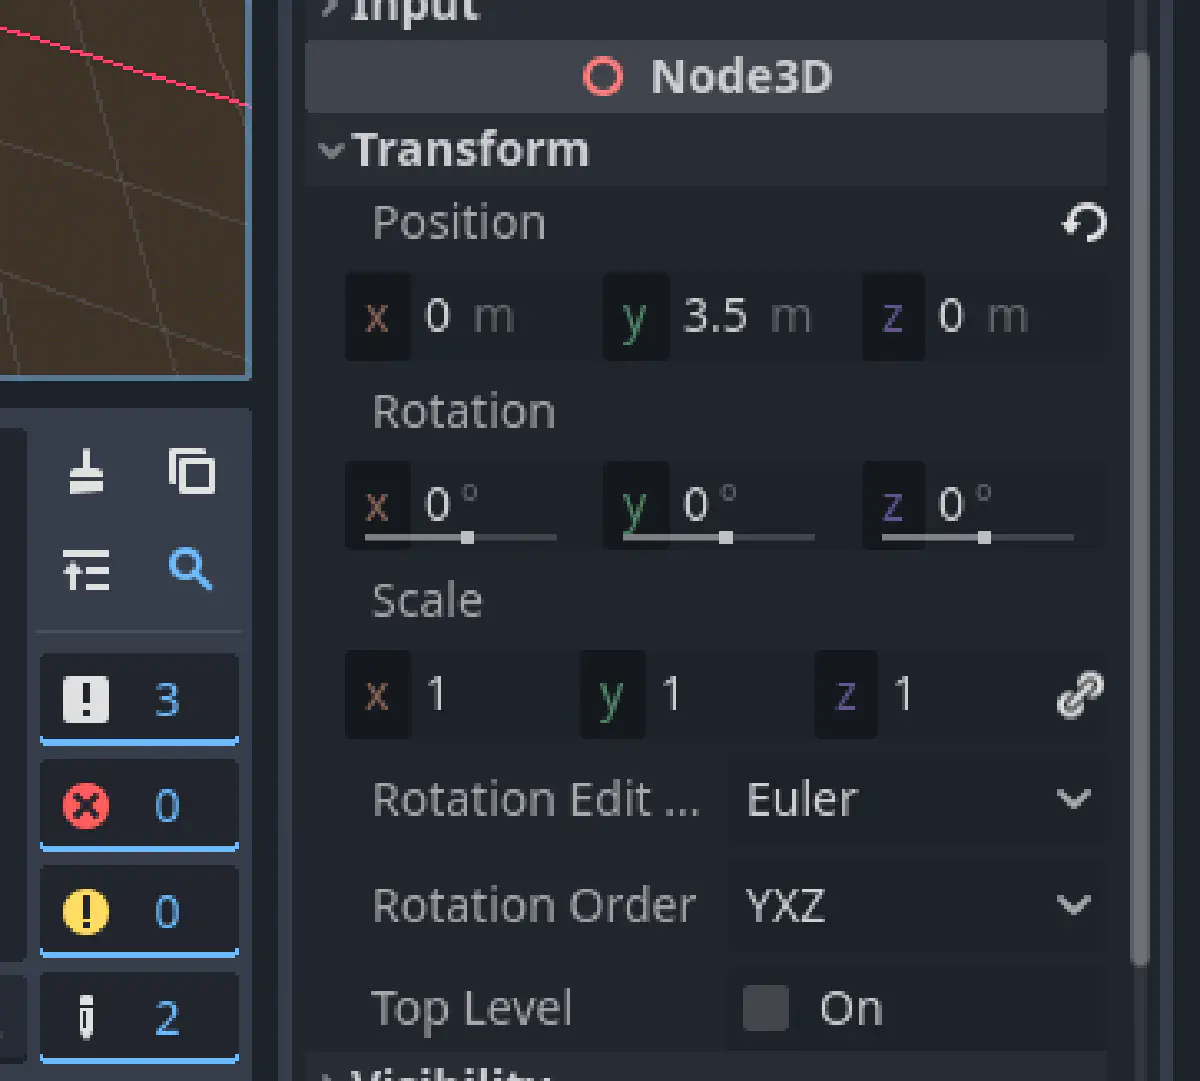 Input
Node3D
Transform
Position
x 0 m y 3.5 m z 0 m
Rotation
x 0 ° y 0 ° z 0 °
Scale
x 1 y 1 z 1
Rotation Edit ... Euler
Rotation Order YXZ
Top Level On
Visibility
3
0
0
2